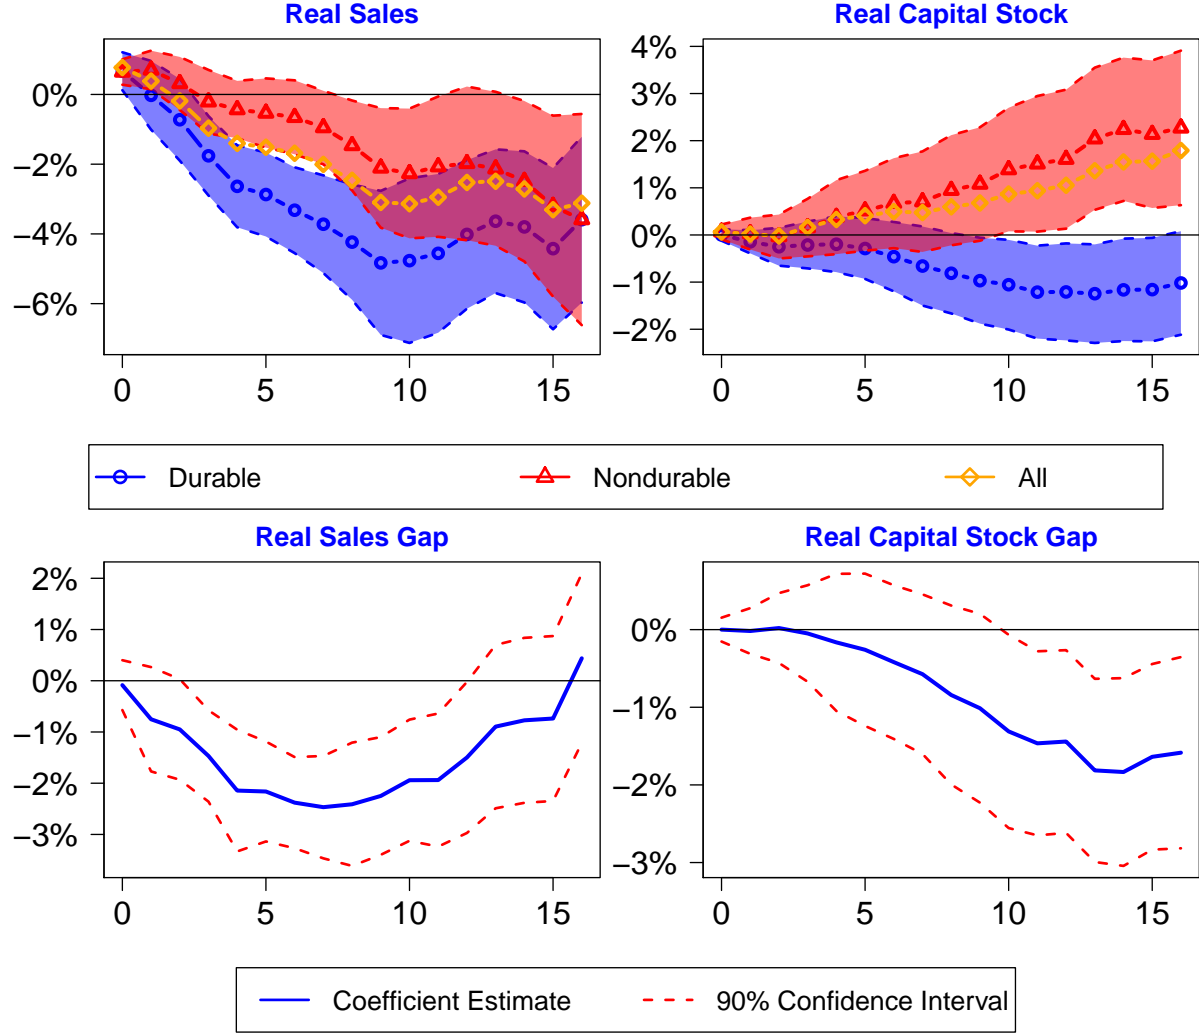 Real Sales
0%
−2%
−4%
−6%
0 5 10 15
Real Capital Stock
4%
3%
2%
1%
0%
−1%
−2%
0 5 10 15
Durable Nondurable All
Real Sales Gap
2%
1%
0%
−1%
−2%
−3%
0 5 10 15
Real Capital Stock Gap
0%
−1%
−2%
−3%
0 5 10 15
Coefficient Estimate 90% Confidence Interval